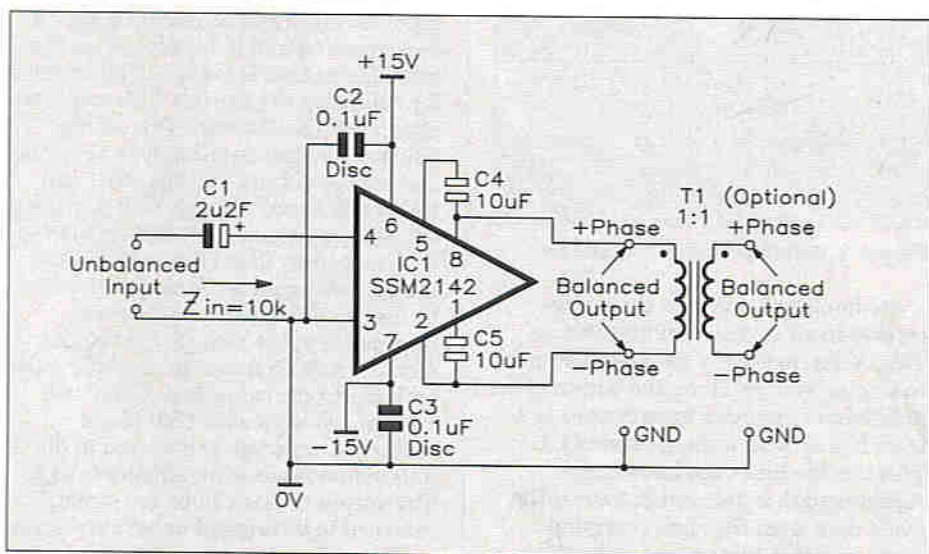 +15V
C2
0.1uF
Disc
C1
2u2F
+
C4
10uF
T1 (Optional)
1:1
+Phase
+Phase
4
6
5
8
IC1
SSM2142
Unbalanced
Input
Zin=10k
Balanced
Output
Balanced
Output
3
7
2
1
C5
10uF
-Phase
-Phase
-15V
C3
0.1uF
Disc
GND
GND
0V